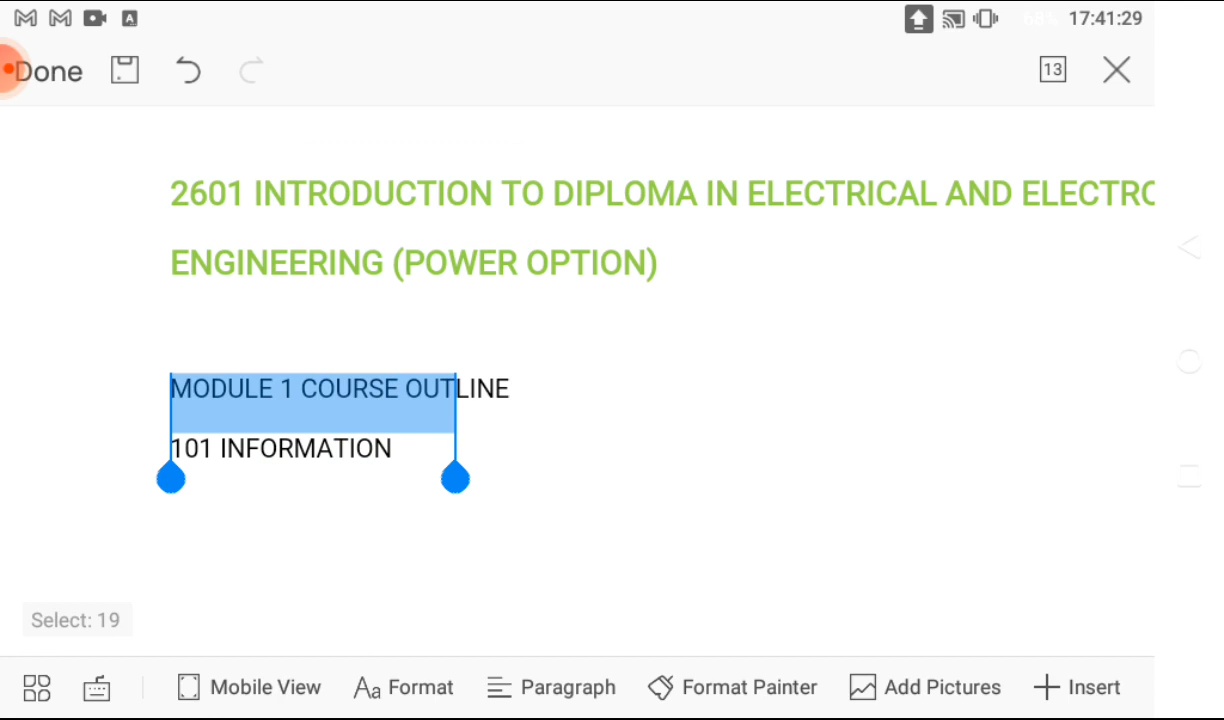 17:41:29
Done
13
2601 INTRODUCTION TO DIPLOMA IN ELECTRICAL AND ELECTRO
ENGINEERING (POWER OPTION)
MODULE 1 COURSE OUTLINE
101 INFORMATION
Select: 19
Mobile View Aa Format Paragraph Format Painter Add Pictures Insert